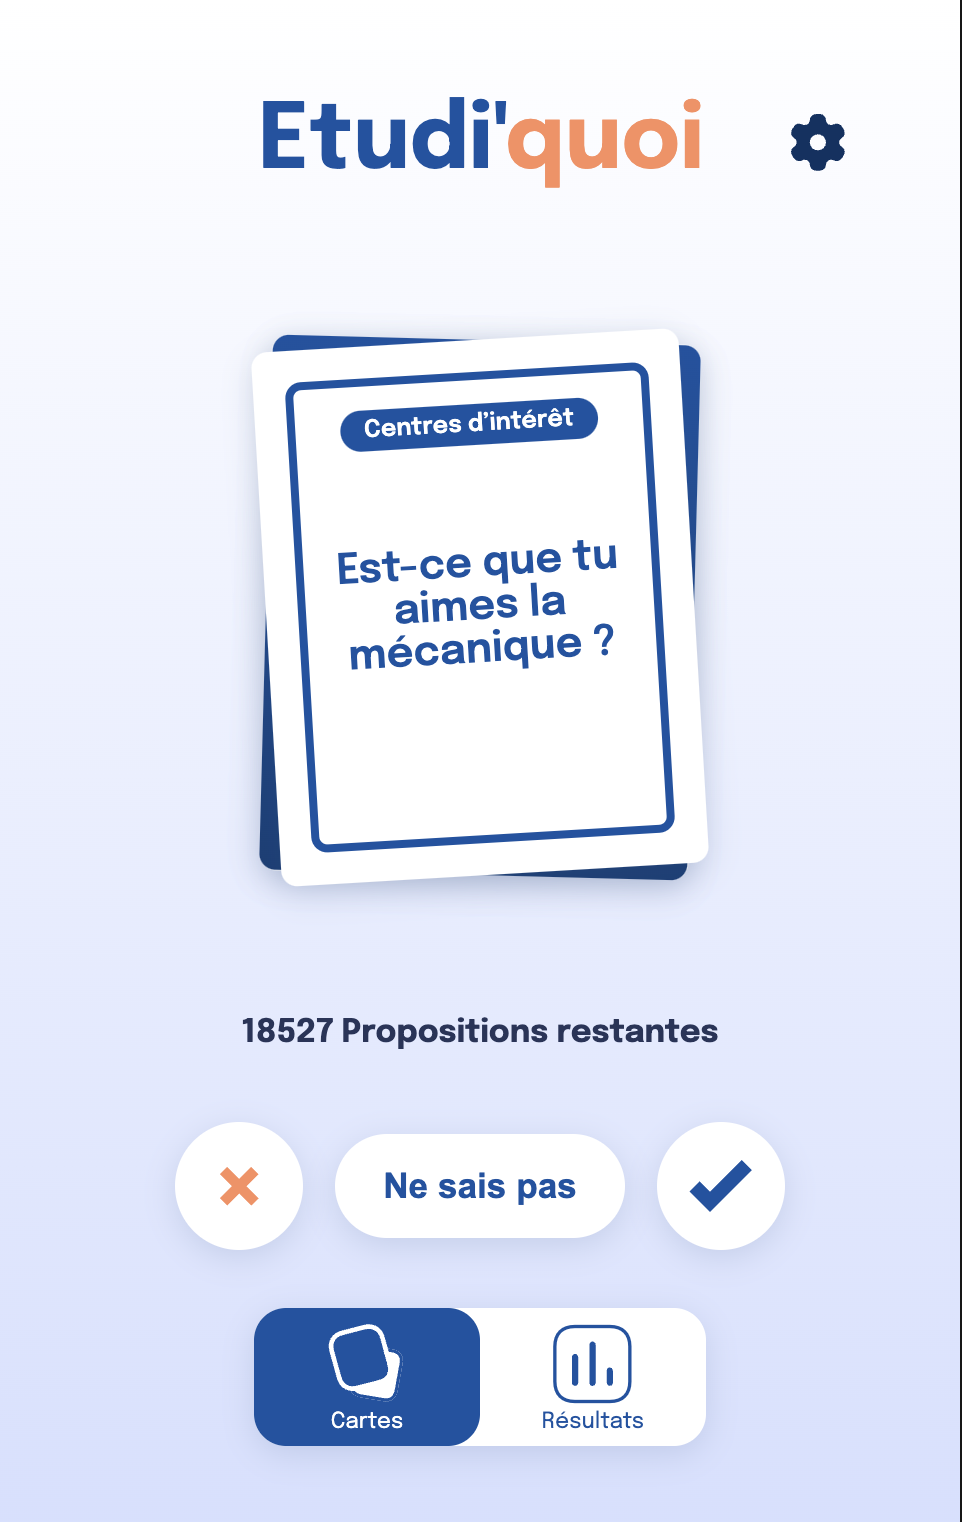 Etudi'quoi
Centres d’intérêt
Est-ce que tu
aimes la
mécanique ?
18527 Propositions restantes
Ne sais pas
Cartes
Résultats